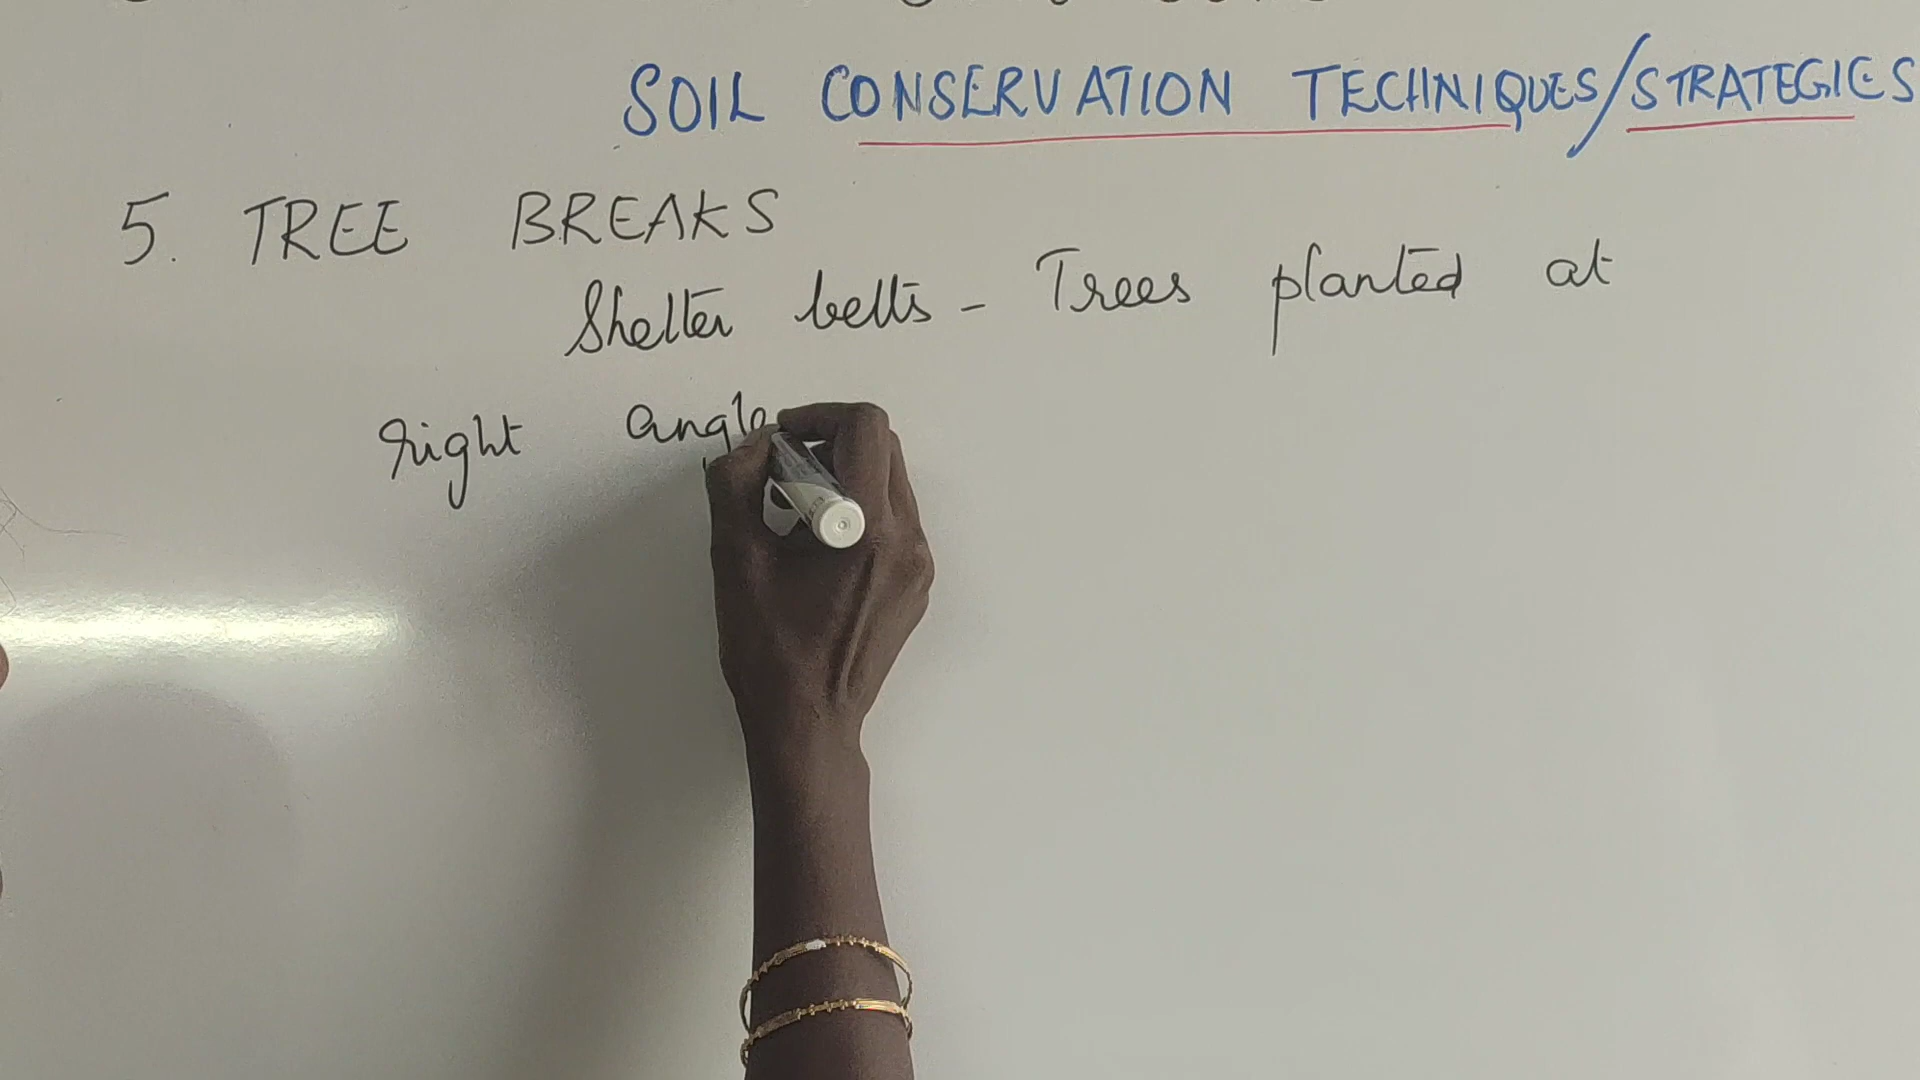 SOIL CONSERVATION TECHNIQUES/STRATEGIES
5. TREE BREAKS
Shelter belts - Trees planted at
right angle